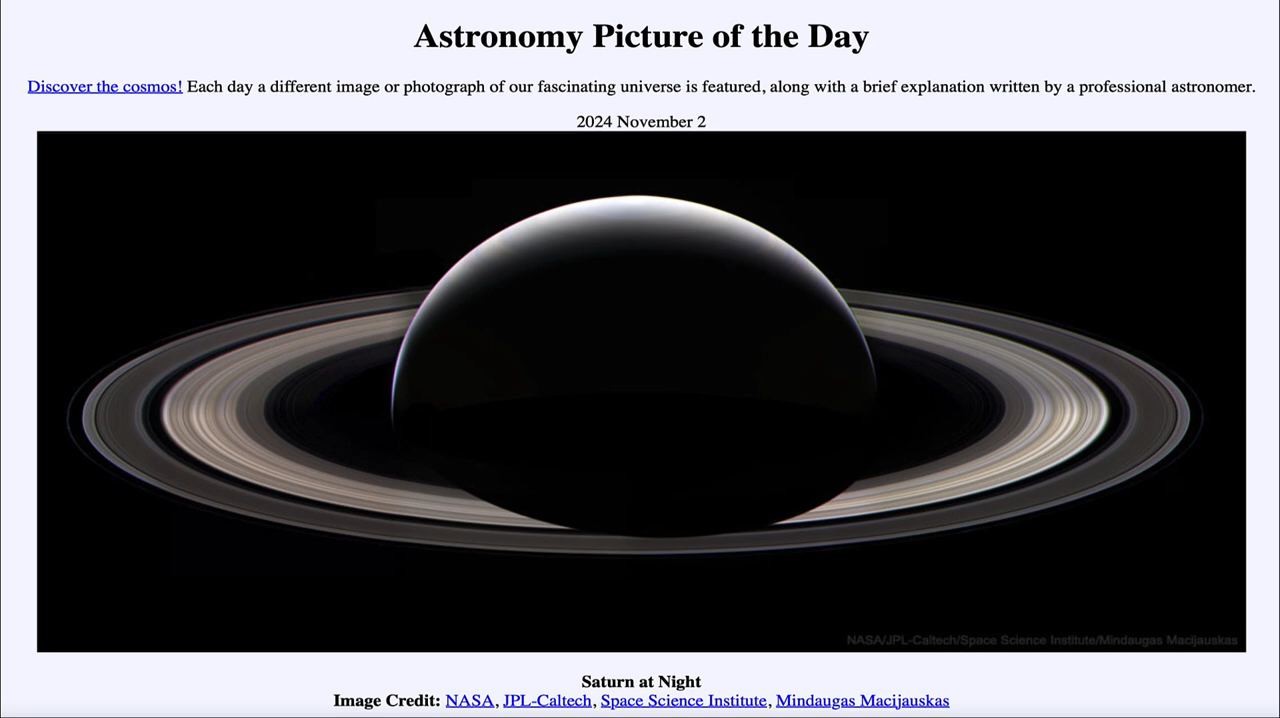 Astronomy Picture of the Day
Discover the cosmos! Each day a different image or photograph of our fascinating universe is featured, along with a brief explanation written by a professional astronomer.
2024 November 2
NASA/JPL-Caltech/Space Science Institute/Mindaugas Macijauskas
Saturn at Night
Image Credit: NASA, JPL-Caltech, Space Science Institute, Mindaugas Macijauskas